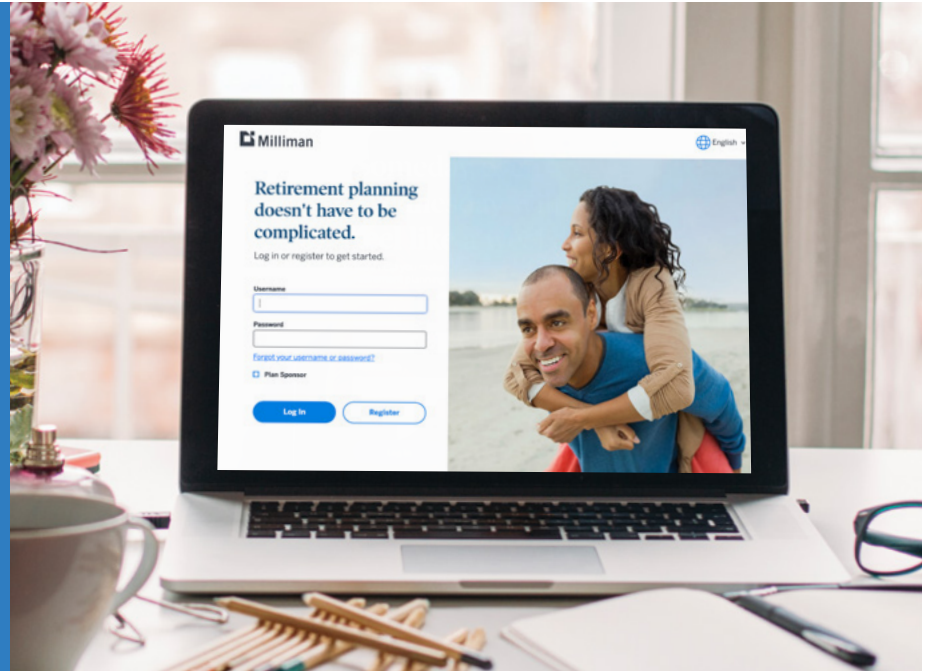 Milliman
English
Retirement planning
doesn't have to be
complicated.
Log in or register to get started.
Username
Password
Forgot your username or password?
Plan Sponsor
Log In
Register